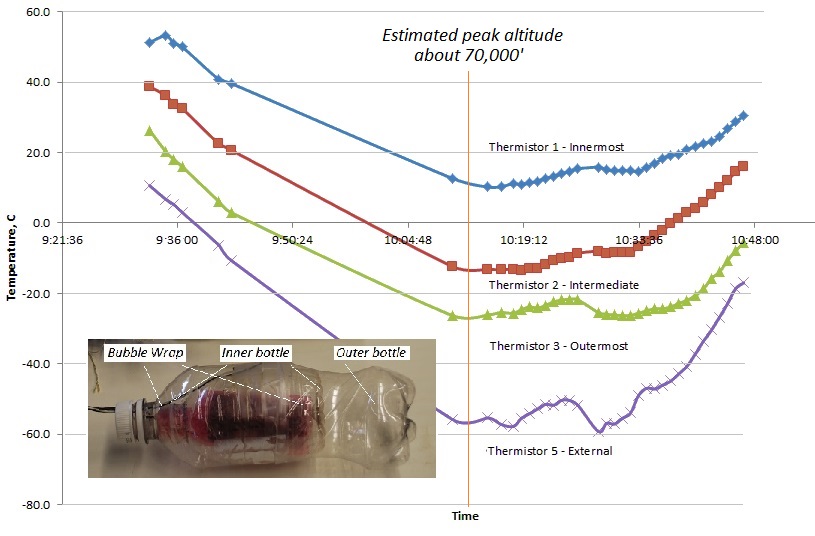 Estimated peak altitude
about 70,000'
60.0
40.0
20.0
0.0
-20.0
-40.0
-60.0
-80.0
Temperature, C
9:21:36
9:36:00
9:50:24
10:04:48
10:19:12
10:33:36
10:48:00
Thermistor 1 - Innermost
Thermistor 2 - Intermediate
Thermistor 3 - Outermost
Thermistor 5 - External
Bubble Wrap
Inner bottle
Outer bottle
Time